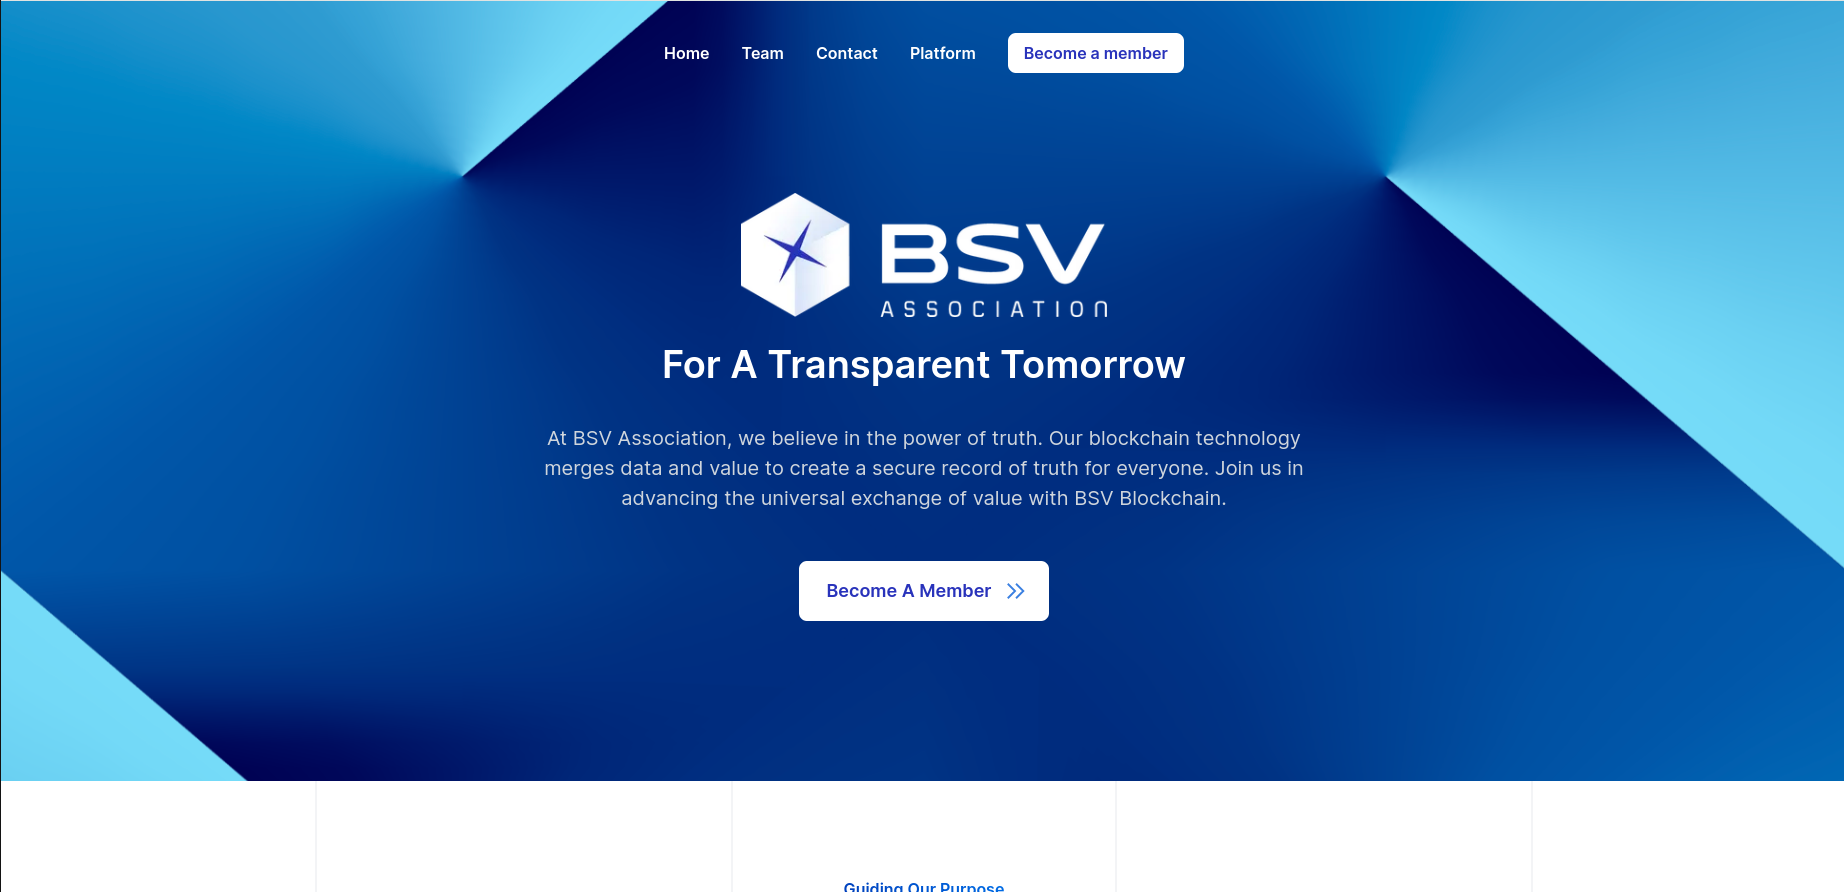 Home Team Contact Platform Become a member
BSV
ASSOCIATION
For A Transparent Tomorrow
At BSV Association, we believe in the power of truth. Our blockchain technology
merges data and value to create a secure record of truth for everyone. Join us in
advancing the universal exchange of value with BSV Blockchain.
Become A Member
Guiding Our Purpose